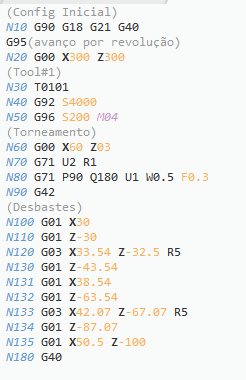 (Config Inicial)
N10 G90 G18 G21 G40
G95(avanço por revolução)
N20 G00 X300 Z300
(Tool#1)
N30 T0101
N40 G92 S4000
N50 G96 S200 M04
(Torneamento)
N60 G00 X60 Z03
N70 G71 U2 R1
N80 G71 P90 Q180 U1 W0.5 F0.3
N90 G42
(Desbastes)
N100 G01 X30
N110 G01 Z-30
N120 G03 X33.54 Z-32.5 R5
N130 G01 Z-43.54
N131 G01 X38.54
N132 G01 Z-63.54
N133 G03 X42.07 Z-67.07 R5
N134 G01 Z-87.07
N135 G01 X50.5 Z-100
N180 G40